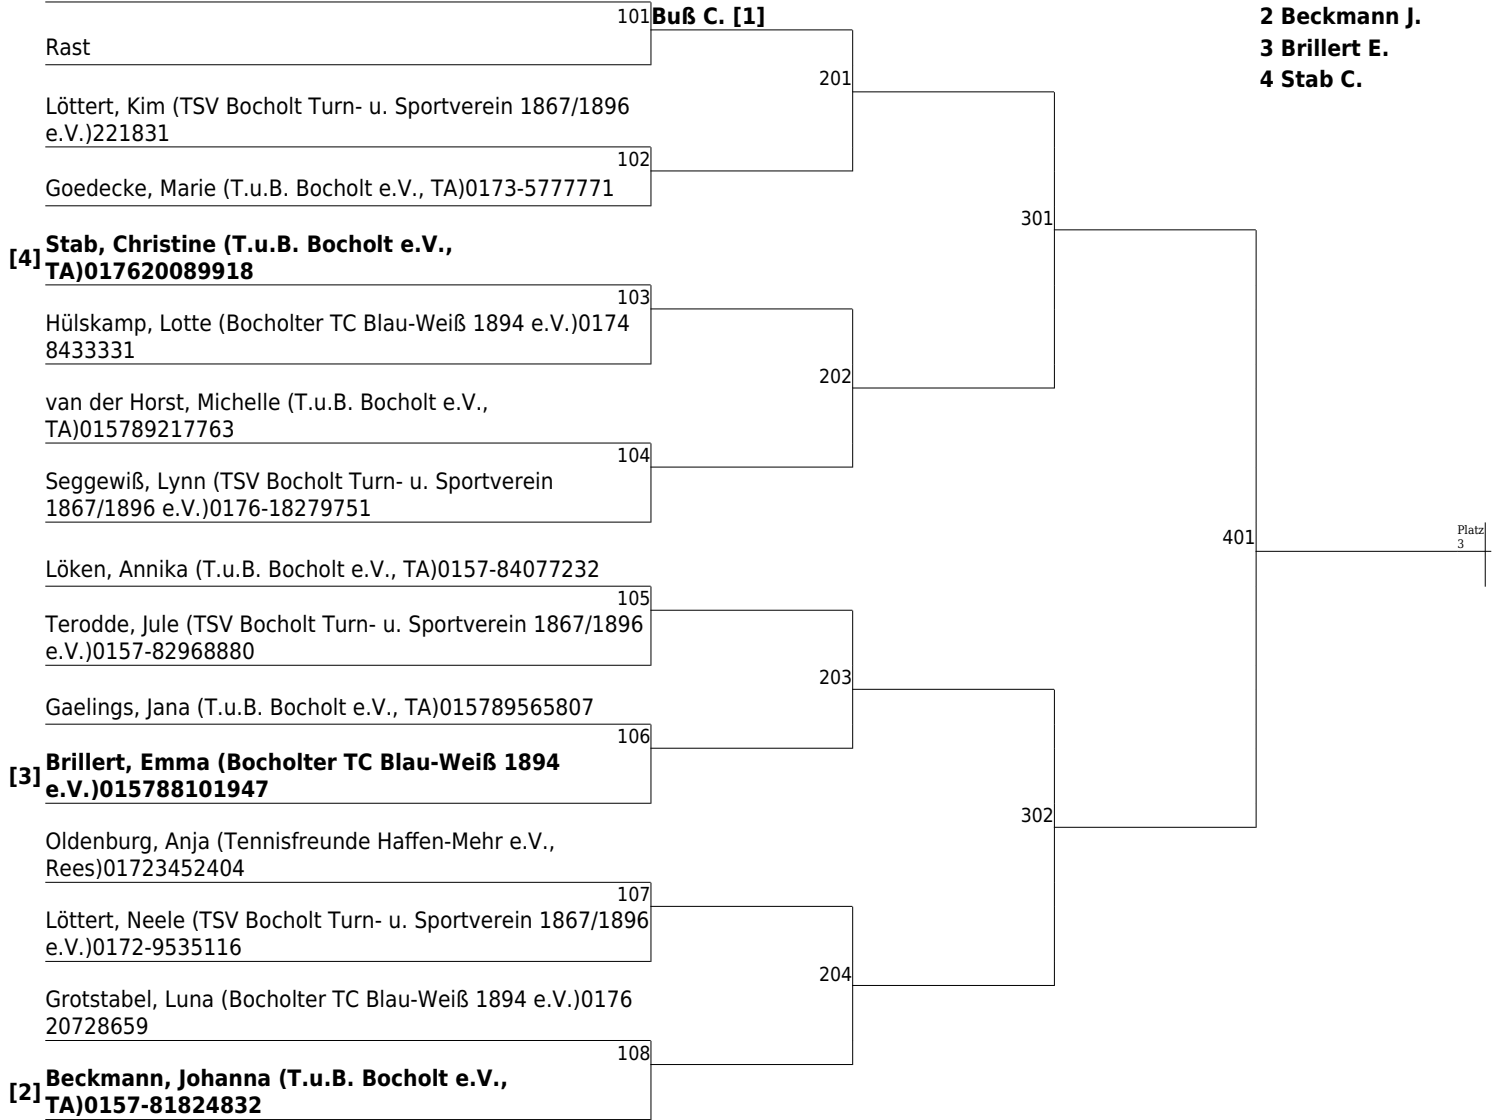 101 Buß C. [1]
2 Beckmann J.
Rast
3 Brillert E.
201
4 Stab C.
Löttert, Kim (TSV Bocholt Turn- u. Sportverein 1867/1896
e.V.)221831
102
Goedecke, Marie (T.u.B. Bocholt e.V., TA)0173-5777771
301
[4] Stab, Christine (T.u.B. Bocholt e.V.,
TA)017620089918
103
Hülskamp, Lotte (Bocholter TC Blau-Weiß 1894 e.V.)0174
8433331
202
van der Horst, Michelle (T.u.B. Bocholt e.V.,
TA)015789217763
104
Seggewiß, Lynn (TSV Bocholt Turn- u. Sportverein
1867/1896 e.V.)0176-18279751
401
Platz
3
Löken, Annika (T.u.B. Bocholt e.V., TA)0157-84077232
105
Terodde, Jule (TSV Bocholt Turn- u. Sportverein 1867/1896
e.V.)0157-82968880
203
Gaelings, Jana (T.u.B. Bocholt e.V., TA)015789565807
106
[3] Brillert, Emma (Bocholter TC Blau-Weiß 1894
e.V.)015788101947
302
Oldenburg, Anja (Tennisfreunde Haffen-Mehr e.V.,
Rees)01723452404
107
Löttert, Neele (TSV Bocholt Turn- u. Sportverein 1867/1896
e.V.)0172-9535116
204
Grotstabel, Luna (Bocholter TC Blau-Weiß 1894 e.V.)0176
20728659
108
[2] Beckmann, Johanna (T.u.B. Bocholt e.V.,
TA)0157-81824832